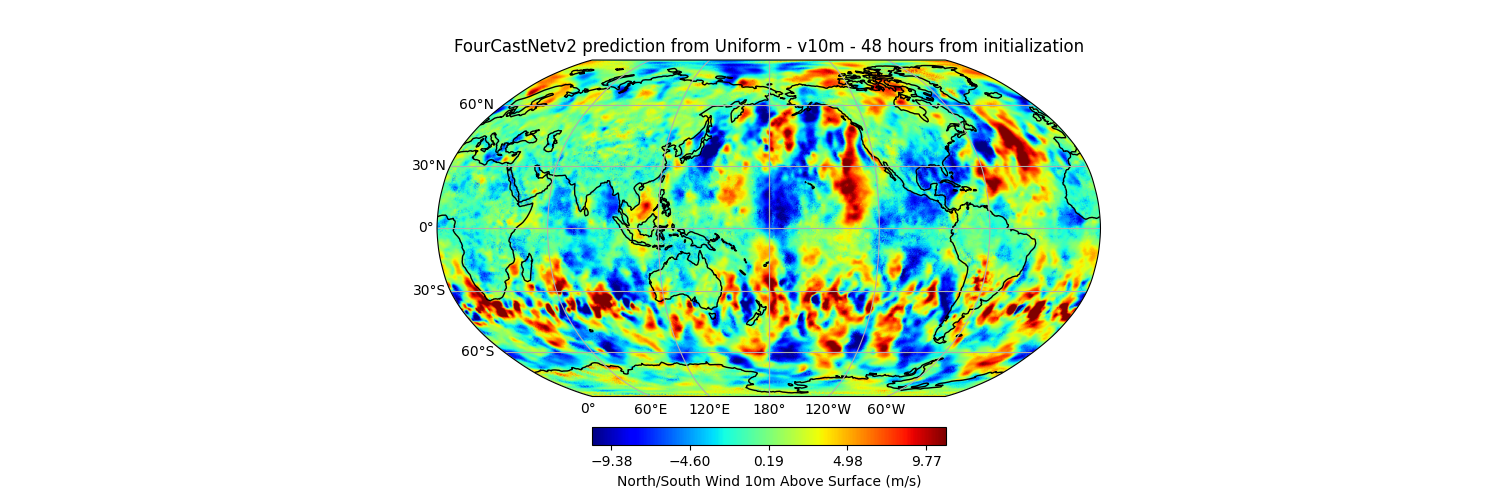 FourCastNetv2 prediction from Uniform - v10m - 48 hours from initialization
60°N
30°N
0°
30°S
60°S
0° 60°E 120°E 180° 120°W 60°W
−9.38 −4.60 0.19 4.98 9.77
North/South Wind 10m Above Surface (m/s)